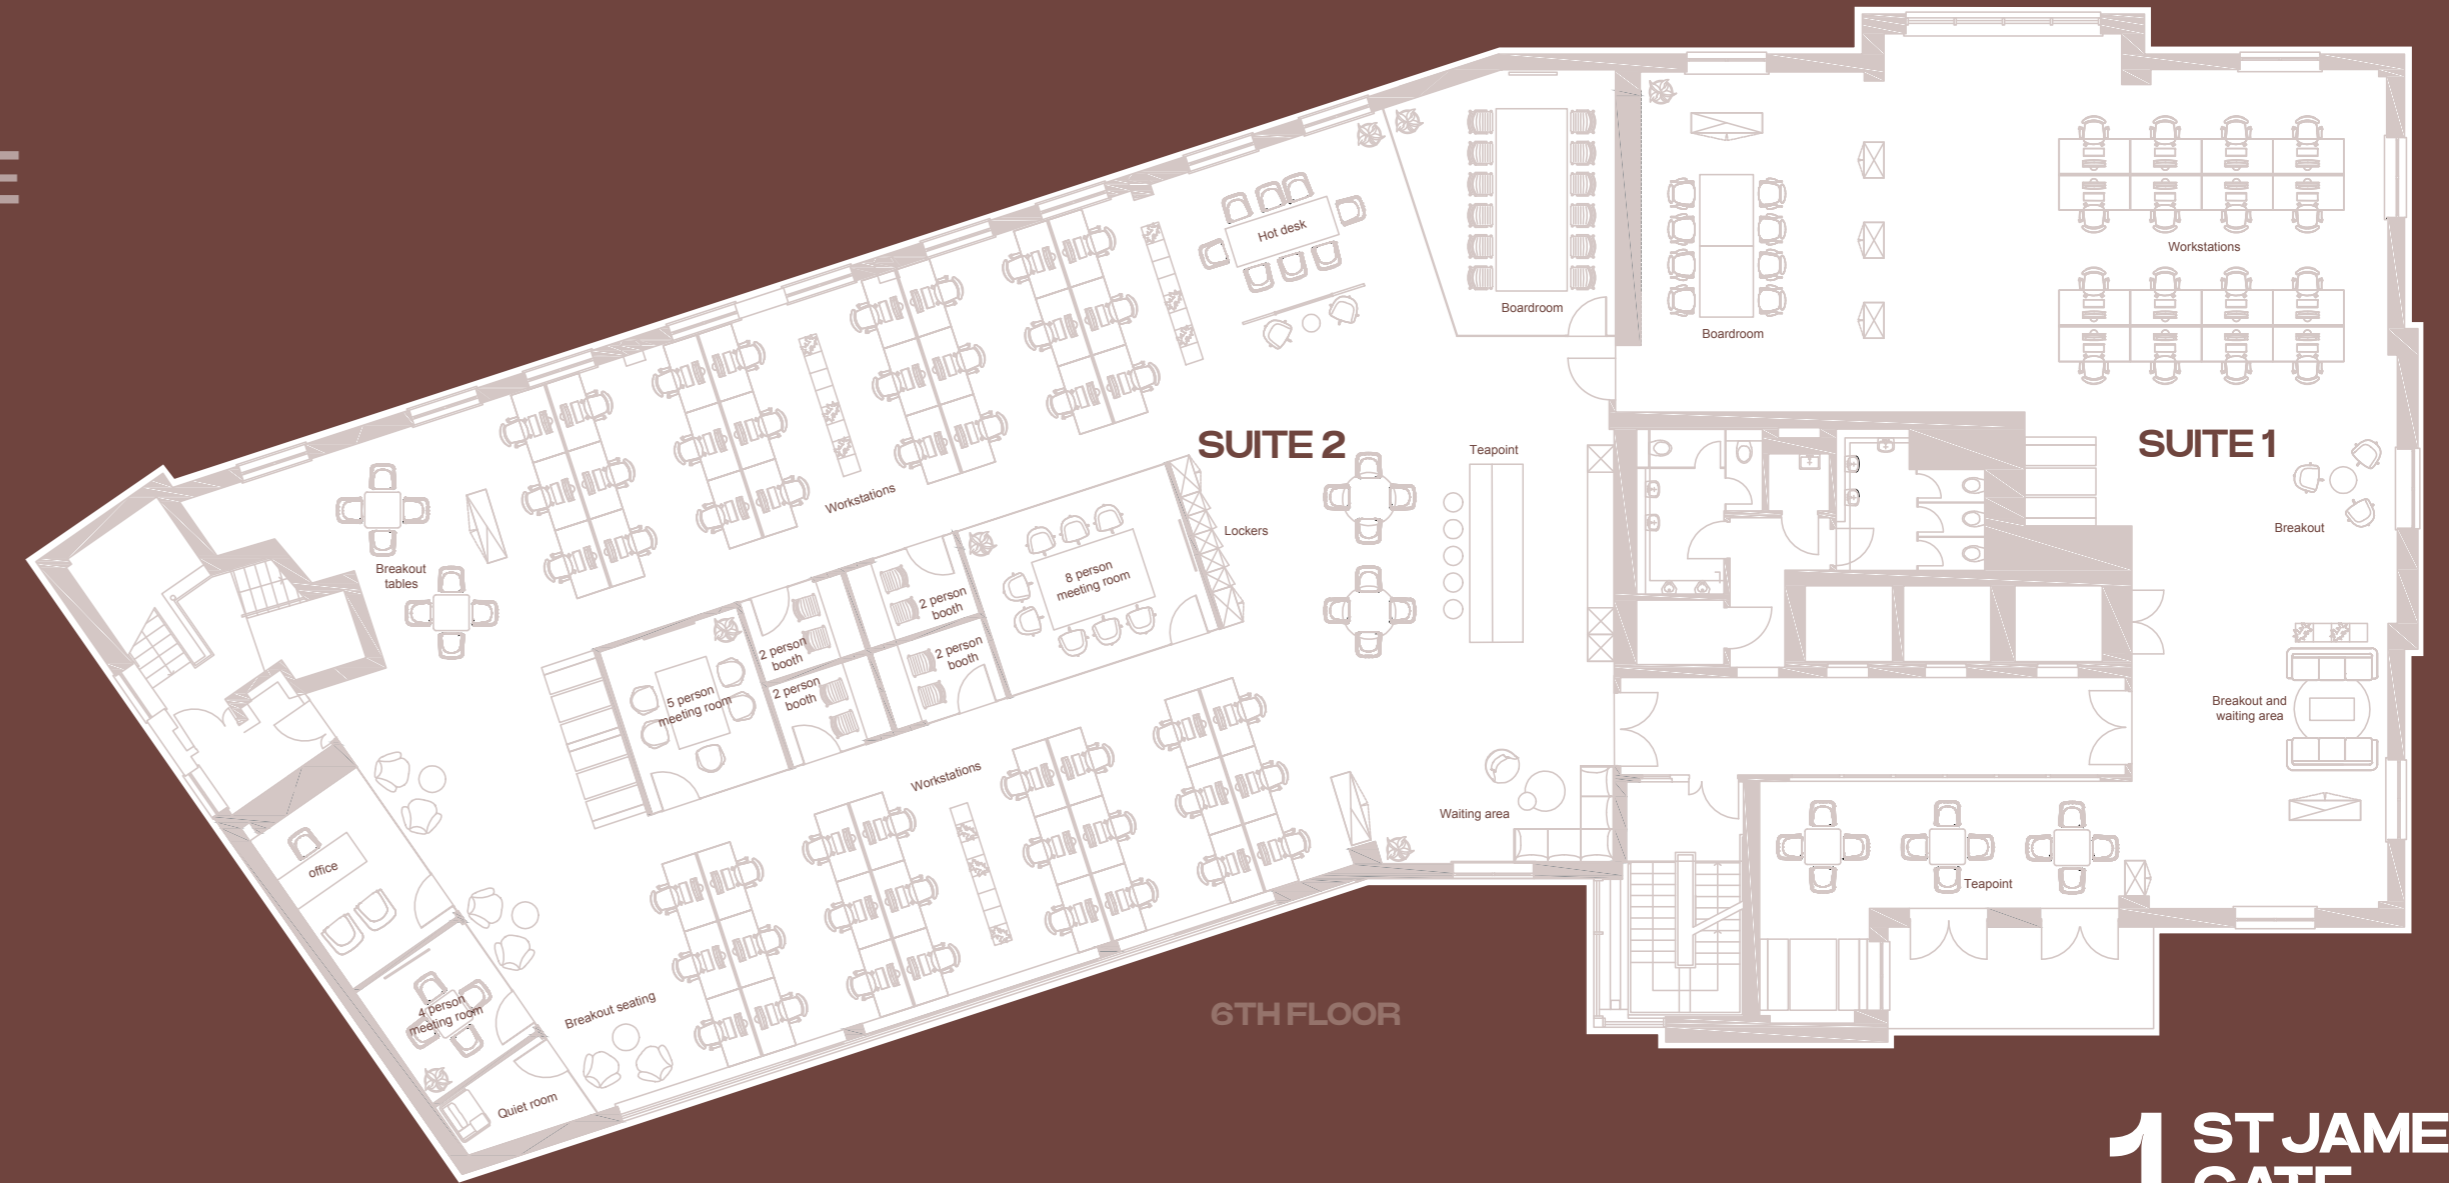 Hot desk
Boardroom
Boardroom
Workstations
SUITE 2
SUITE 1
Teapoint
Workstations
Lockers
Breakout
Breakout
tables
8 person
meeting room
2 person
booth
2 person
booth
2 person
booth
2 person
booth
5 person
meeting room
Breakout and
waiting area
Workstations
Waiting area
office
Teapoint
4 person
meeting room
Breakout seating
Quiet room
6TH FLOOR
1 ST JAME
GATE